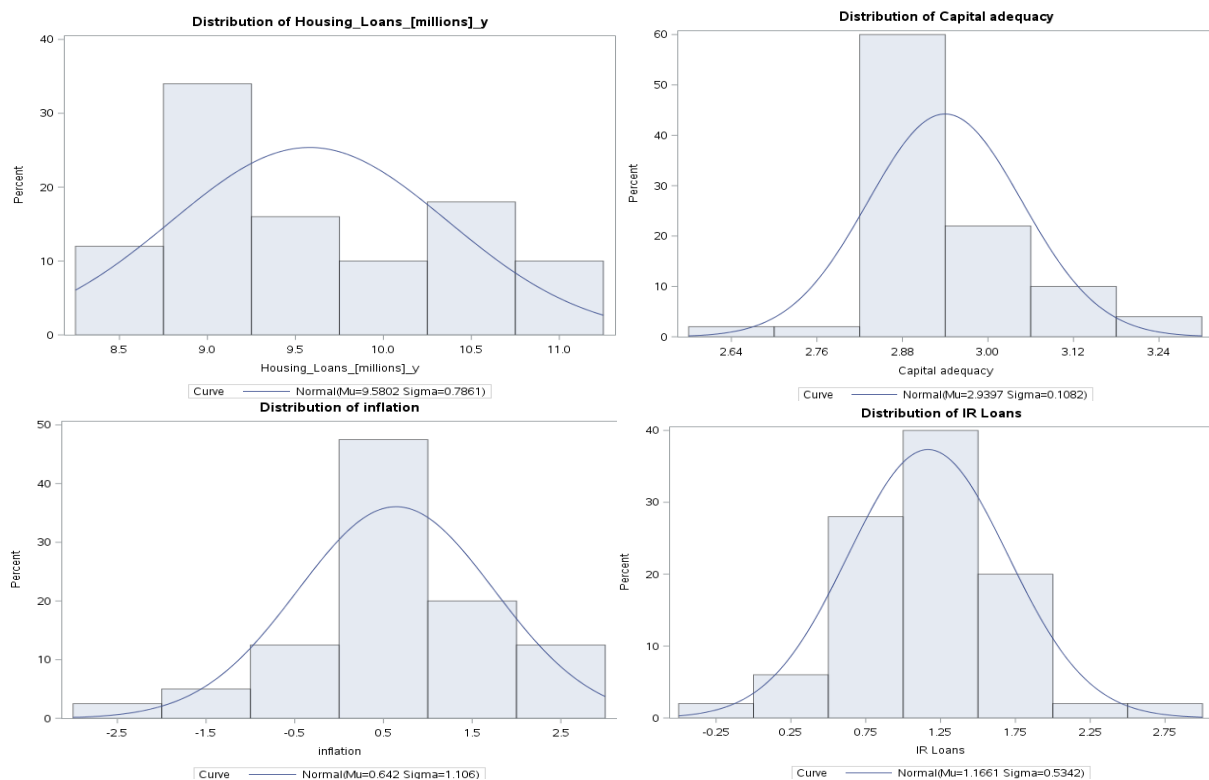 Distribution of Housing_Loans_[millions]_y
40
30
20
10
0
Percent
8.5 9.0 9.5 10.0 10.5 11.0
Housing_Loans_[millions]_y
Curve Normal(Mu=9.5802 Sigma=0.7861)
Distribution of Capital adequacy
60
50
40
30
20
10
0
Percent
2.64 2.76 2.88 3.00 3.12 3.24
Capital adequacy
Curve Normal(Mu=2.9397 Sigma=0.1082)
Distribution of inflation
50
40
30
20
10
0
Percent
-2.5 -1.5 -0.5 0.5 1.5 2.5
inflation
Curve Normal(Mu=0.642 Sigma=1.106)
Distribution of IR Loans
40
30
20
10
0
Percent
-0.25 0.25 0.75 1.25 1.75 2.25 2.75
IR Loans
Curve Normal(Mu=1.1661 Sigma=0.5342)